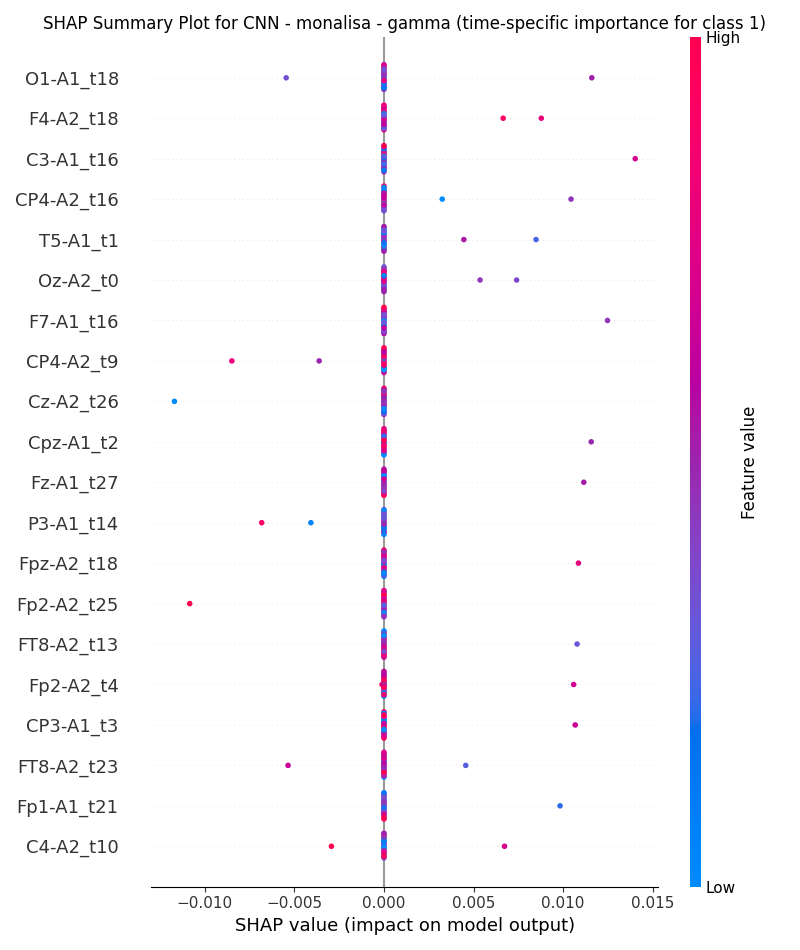 SHAP Summary Plot for CNN - monalisa - gamma (time-specific importance for class 1)
High
O1-A1_t18
F4-A2_t18
C3-A1_t16
CP4-A2_t16
T5-A1_t1
Oz-A2_t0
F7-A1_t16
CP4-A2_t9
Cz-A2_t26
Cpz-A1_t2
Fz-A1_t27
P3-A1_t14
Fpz-A2_t18
Fp2-A2_t25
FT8-A2_t13
Fp2-A2_t4
CP3-A1_t3
FT8-A2_t23
Fp1-A1_t21
C4-A2_t10
Feature value
Low
−0.010 −0.005 0.000 0.005 0.010 0.015
SHAP value (impact on model output)